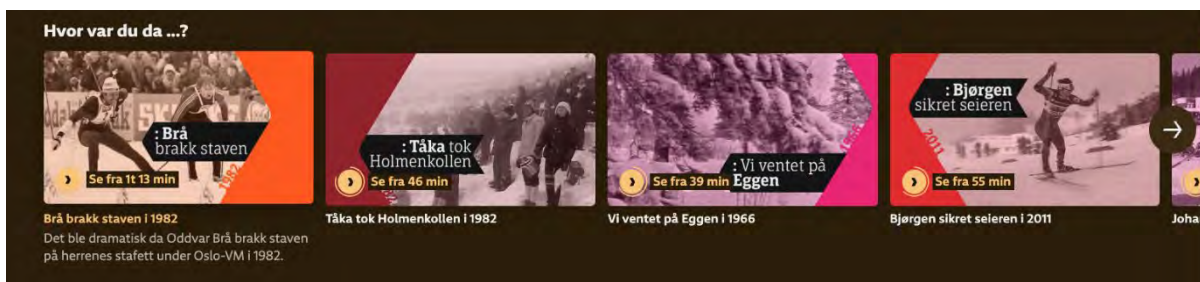 Hvor var du da ...?
: Brå
brakk staven
1982
Se fra 1t 13 min
Brå brakk staven i 1982
Det ble dramatisk da Oddvar Brå brakk staven
på herrenes stafett under Oslo-VM i 1982.
: Tåka tok
Holmenkollen
Se fra 46 min
Tåka tok Holmenkollen i 1982
: Vi ventet på
Eggen
Se fra 39 min
Vi ventet på Eggen i 1966
: Bjørgen
sikret seieren
2011
Se fra 55 min
Bjørgen sikret seieren i 2011
Joha